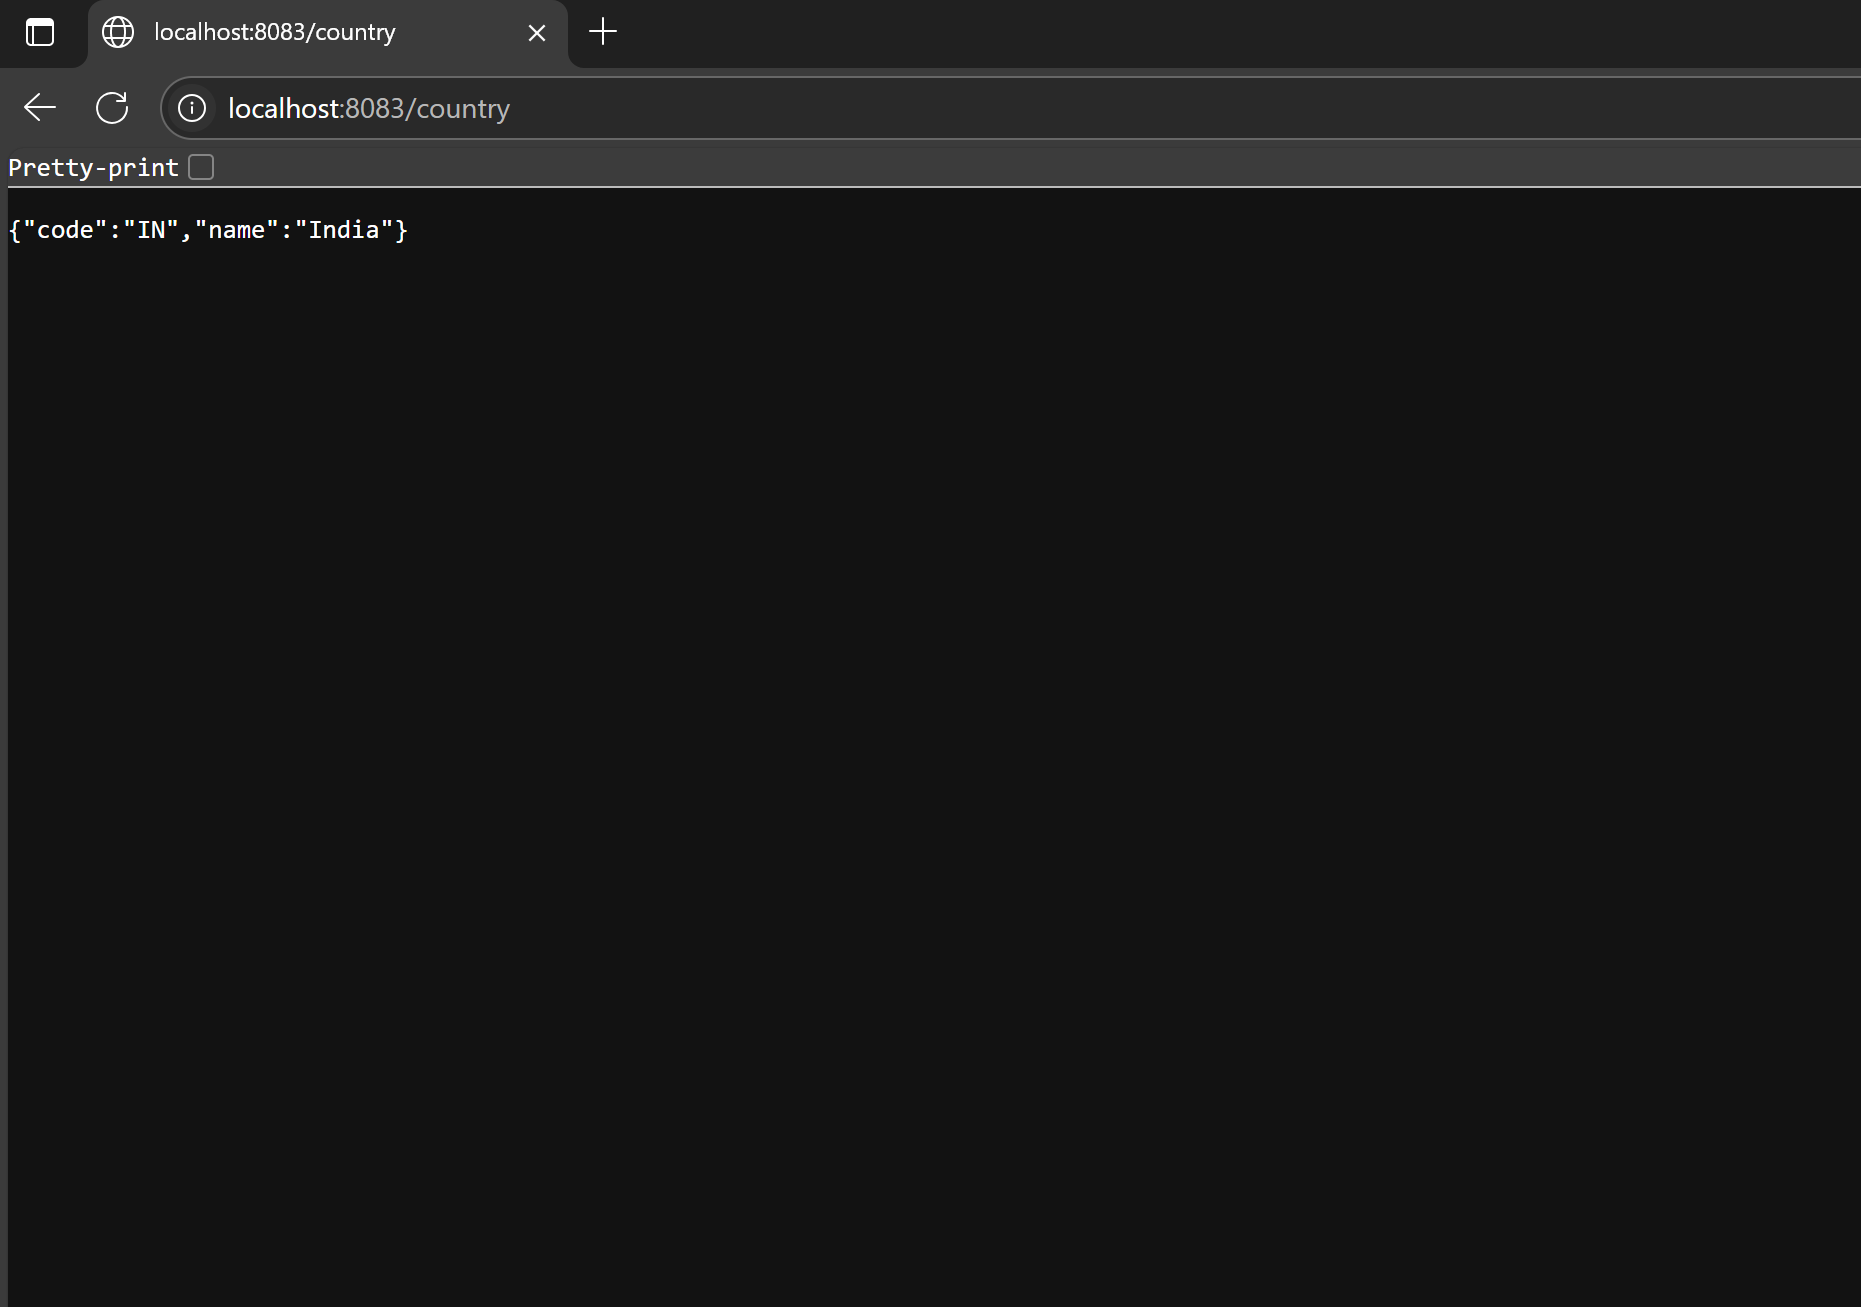 localhost:8083/country
localhost:8083/country
Pretty-print
{"code":"IN","name":"India"}